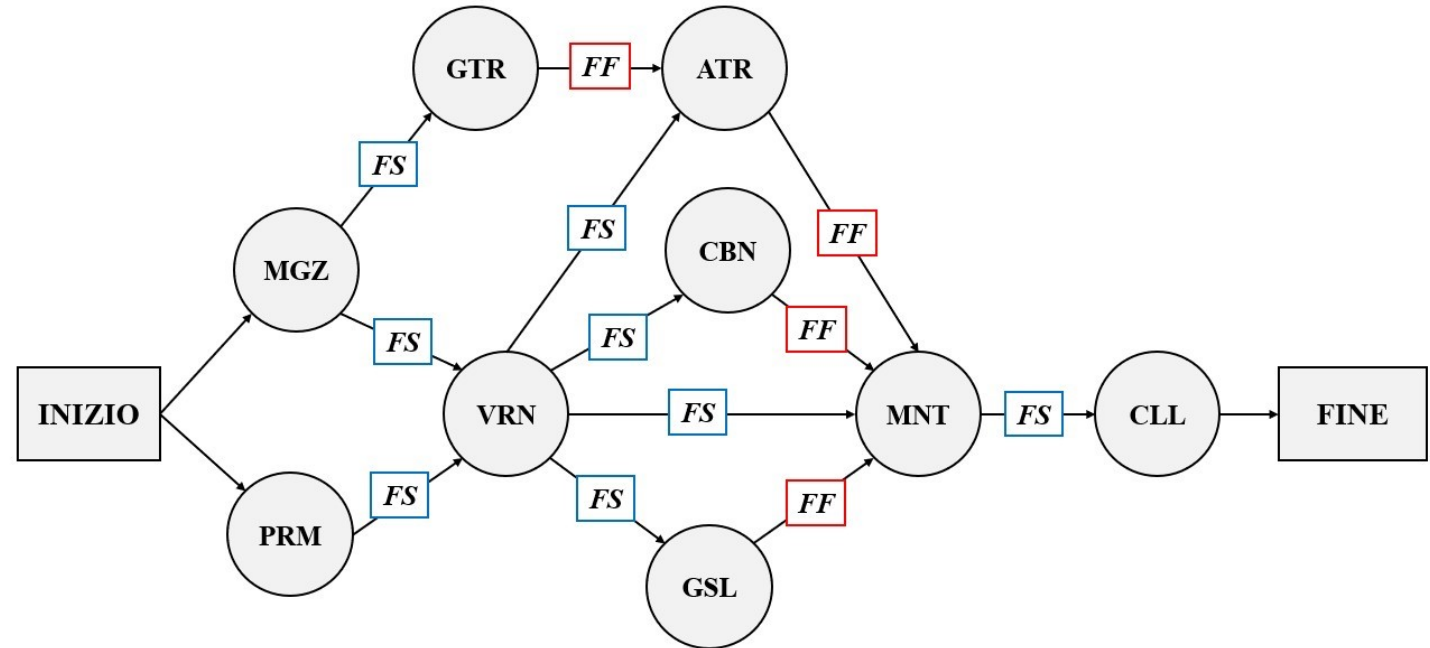 GTR
FF
ATR
FS
FS
FF
CBN
MGZ
FS
FS
FF
INIZIO
VRN
FS
MNT
FS
CLL
FINE
PRM
FS
FS
FF
GSL